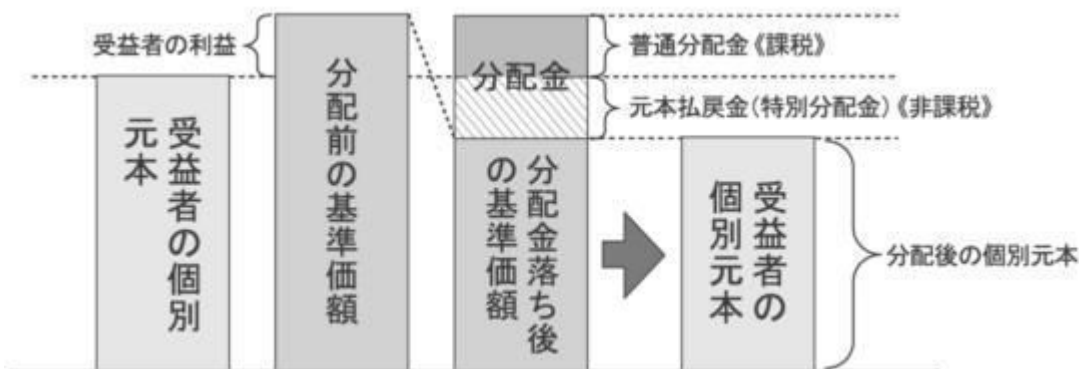 受益者の利益
受益者の個別
元本
分配前の基準価額
分配金
分配金落ち後
の基準価額
普通分配金《課税》
元本払戻金(特別分配金)《非課税》
受益者の
個別元本
分配後の個別元本